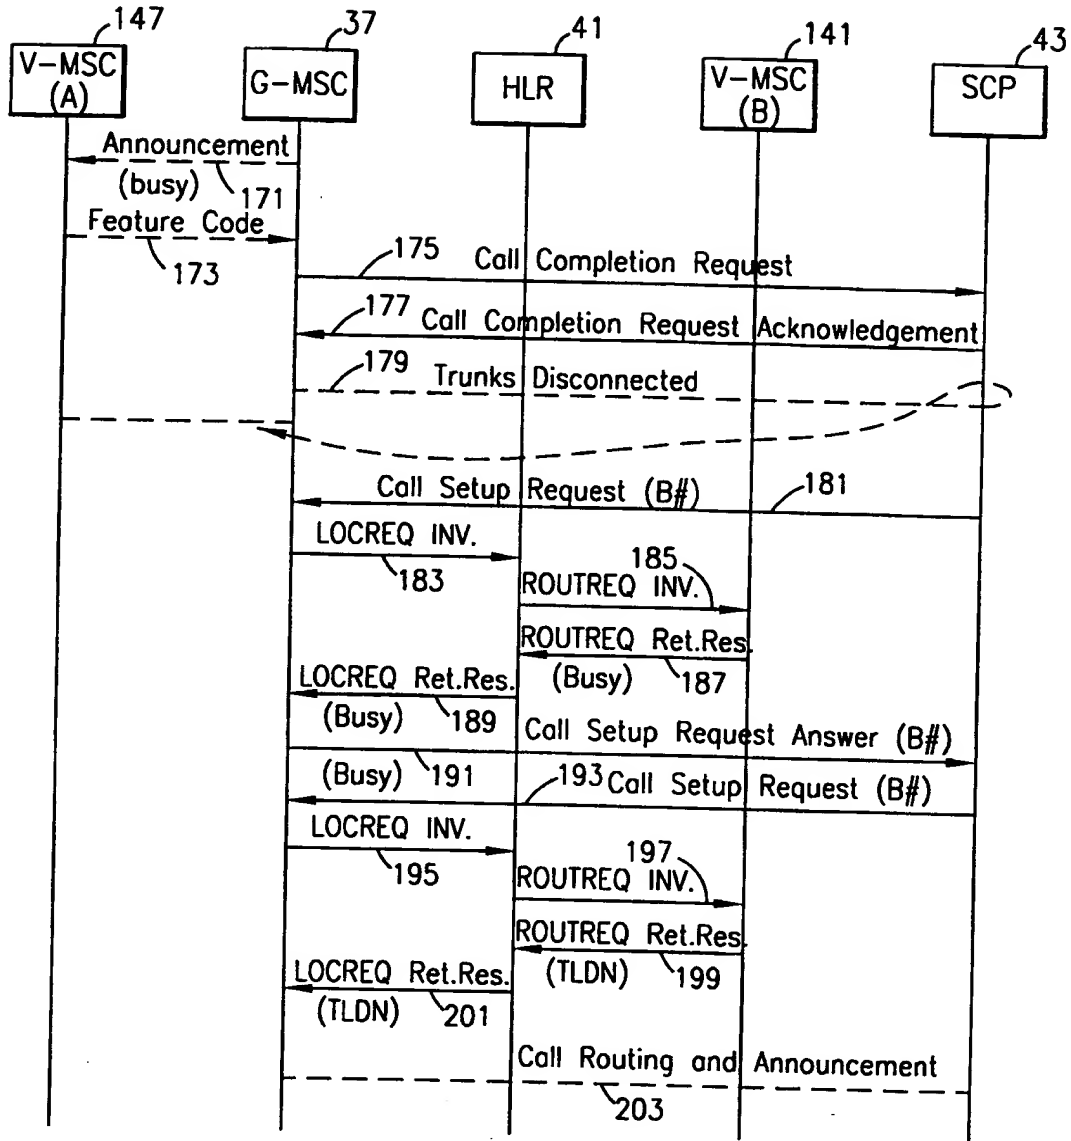 147
37
41
141
43
V-MSC
(A)
G-MSC
HLR
V-MSC
(B)
SCP
Announcement
(busy)
171
Feature Code
173
175
Call Completion Request
177
Call Completion Request Acknowledgement
179
Trunks Disconnected
Call Setup Request (B#)
181
LOCREQ INV.
183
185
ROUTREQ INV.
ROUTREQ Ret.Res.
(Busy)
187
LOCREQ Ret.Res.
(Busy)
189
Call Setup Request Answer (B#)
(Busy)
191
193
Call Setup Request (B#)
LOCREQ INV.
195
197
ROUTREQ INV.
ROUTREQ Ret.Res.
(TLDN)
199
LOCREQ Ret.Res.
(TLDN)
201
Call Routing and Announcement
203